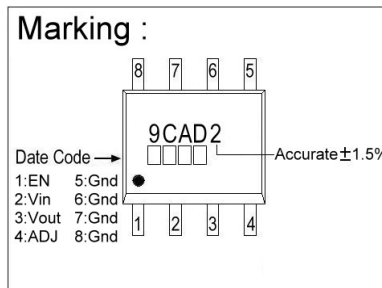 Marking :
8 7 6 5
9CAD2
Date Code
Accurate ±1.5%
1:EN 5:Gnd
2:Vin 6:Gnd
3:Vout 7:Gnd
4:ADJ 8:Gnd
1 2 3 4